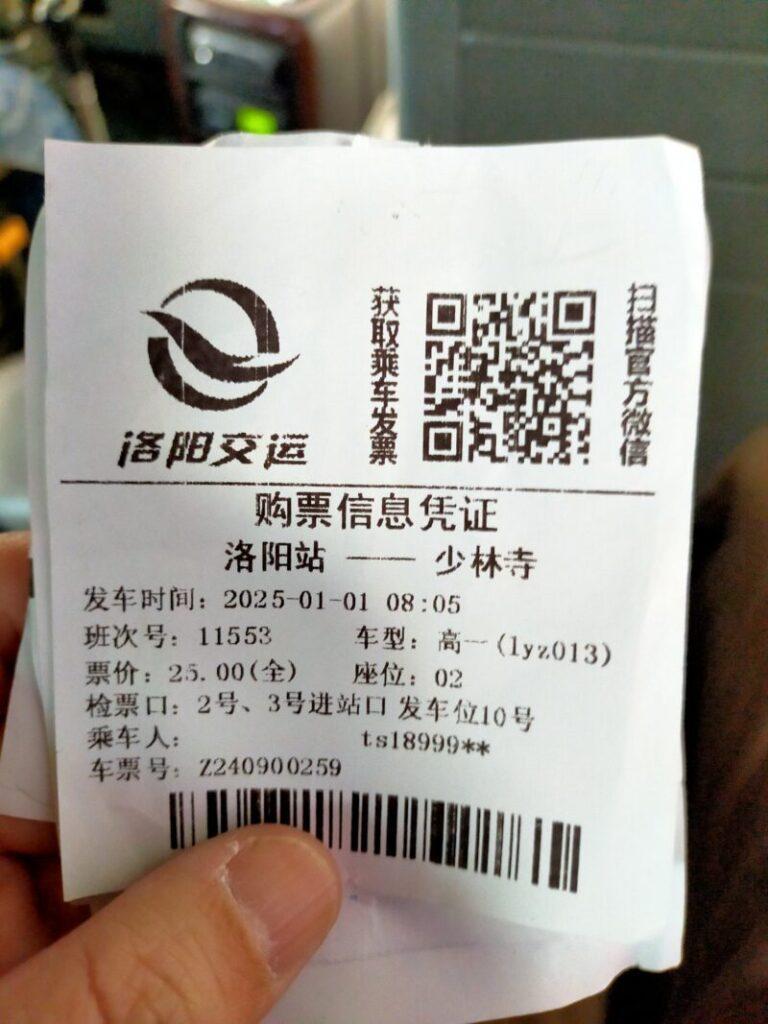 洛阳交运
获取乘车发票
扫描官方微信
购票信息凭证
洛阳站 —— 少林寺
发车时间：2025-01-01 08:05
班次号：11553 车型：高一(lyz013)
票价：25.00(全) 座位：02
检票口：2号、3号进站口 发车位10号
乘车人： ts18999**
车票号：Z240900259